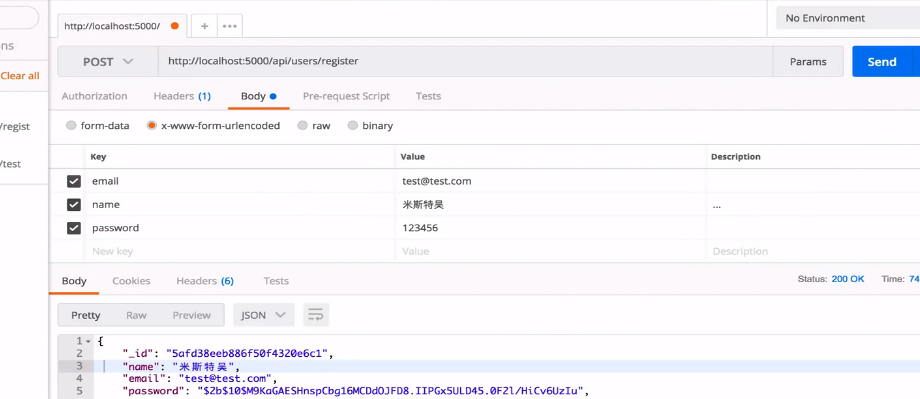 http://localhost:5000/ + •••
No Environment
ns
Clear all
/regist
/test
POST http://localhost:5000/api/users/register Params Send
Authorization Headers (1) Body Pre-request Script Tests
form-data x-www-form-urlencoded raw binary
Key Value Description
email test@test.com
name 米斯特吴 ...
password 123456
New key Value Description
Body Cookies Headers (6) Tests Status: 200 OK Time: 74
Pretty Raw Preview JSON
1 {
2 "_id": "5afd38eeb886f50f4320e6c1",
3 "name": "米斯特吴",
4 "email": "test@test.com",
5 "password": "$2b$10$M9KaGAESHnspCbg16MCDdOJFD8.IIPGxSULD45.0FZl/HiCv6UzIu",